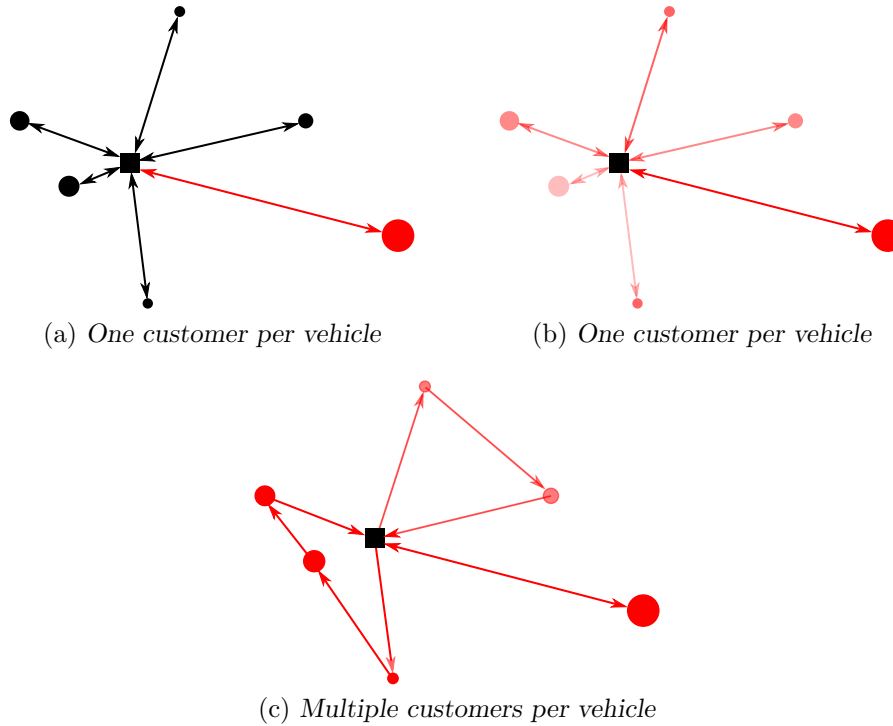 (a) One customer per vehicle
(b) One customer per vehicle
(c) Multiple customers per vehicle